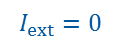 I_ext = 0